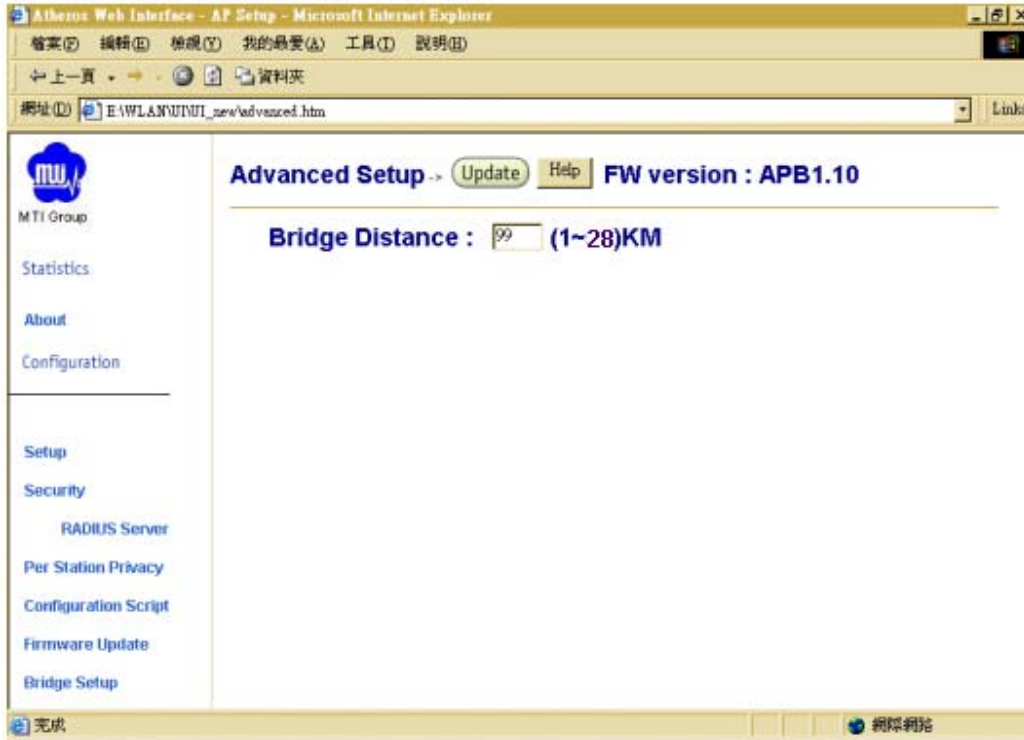 Atheros Web Interface - AP Setup - Microsoft Internet Explorer
檔案(F) 編輯(E) 檢視(V) 我的最愛(A) 工具(T) 說明(H)
上一頁 資料夾
網址(D) E:\WLAN\UI\UI_new\advanced.htm Links
mw
MTI Group
Statistics
About
Configuration
Setup
Security
RADIUS Server
Per Station Privacy
Configuration Script
Firmware Update
Bridge Setup
Advanced Setup -> Update Help FW version : APB1.10
Bridge Distance : 99 (1~28)KM
完成 網際網路